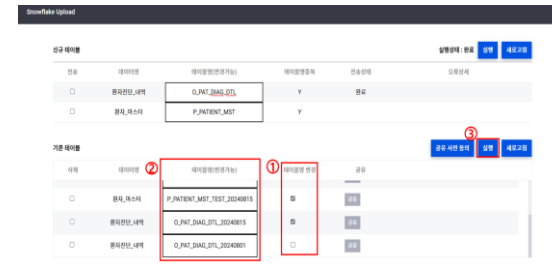 Snowflake Upload
신규 테이블
실행상태 : 완료 실행 새로고침
전송 데이터명 테이블명(변경가능) 테이블명중복 전송상태 오류상세
환자진단_내역 O_PAT_DIAG_DTL Y 완료
환자_마스터 P_PATIENT_MST Y
③
기존 테이블
공유 사전 동의 실행 새로고침
삭제 데이터명 ② 테이블명(변경가능) ① 테이블명 변경 공유
환자_마스터 P_PATIENT_MST_TEST_20240815 공유
환자진단_내역 O_PAT_DIAG_DTL_20240815 공유
환자진단_내역 O_PAT_DIAG_DTL_20240801 공유